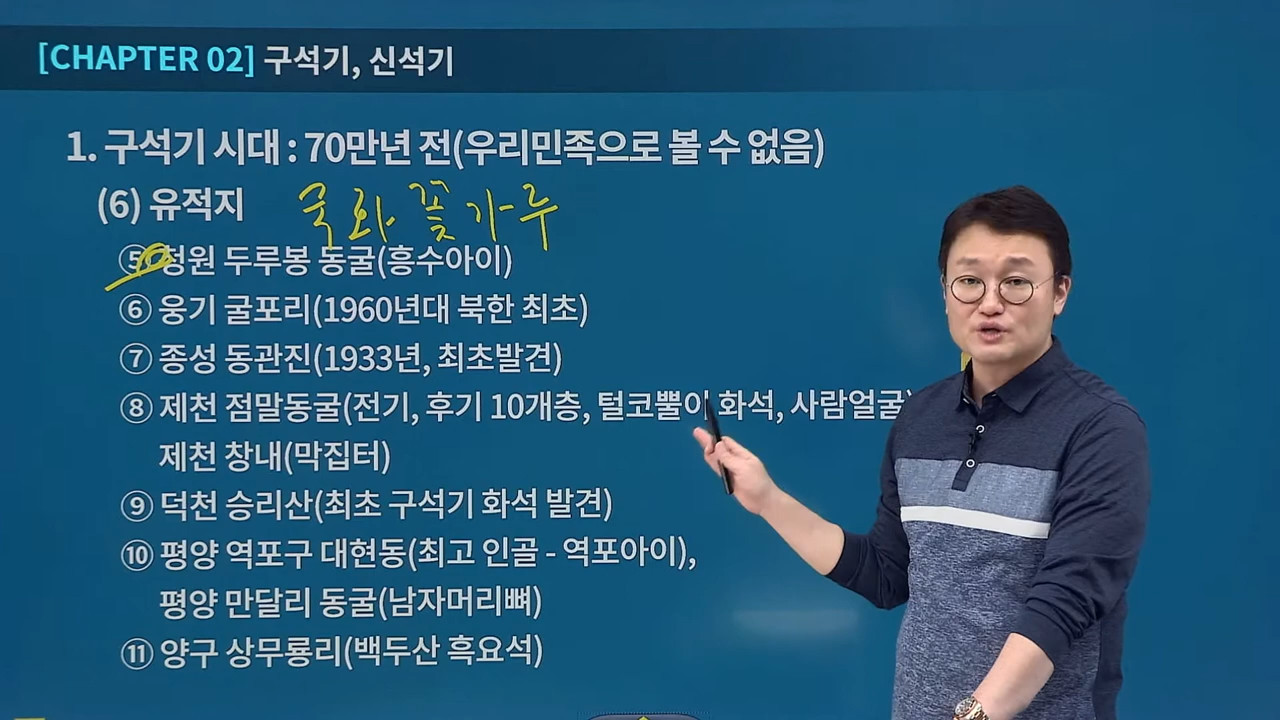 [CHAPTER 02] 구석기, 신석기
1. 구석기 시대 : 70만년 전(우리민족으로 볼 수 없음)
(6) 유적지 국화 꽃가루
⑤ 청원 두루봉 동굴(흥수아이)
⑥ 웅기 굴포리(1960년대 북한 최초)
⑦ 종성 동관진(1933년, 최초발견)
⑧ 제천 점말동굴(전기, 후기 10개층, 털코뿔이 화석, 사람얼굴)
제천 창내(막집터)
⑨ 덕천 승리산(최초 구석기 화석 발견)
⑩ 평양 역포구 대현동(최고 인골 - 역포아이),
평양 만달리 동굴(남자머리뼈)
⑪ 양구 상무룡리(백두산 흑요석)